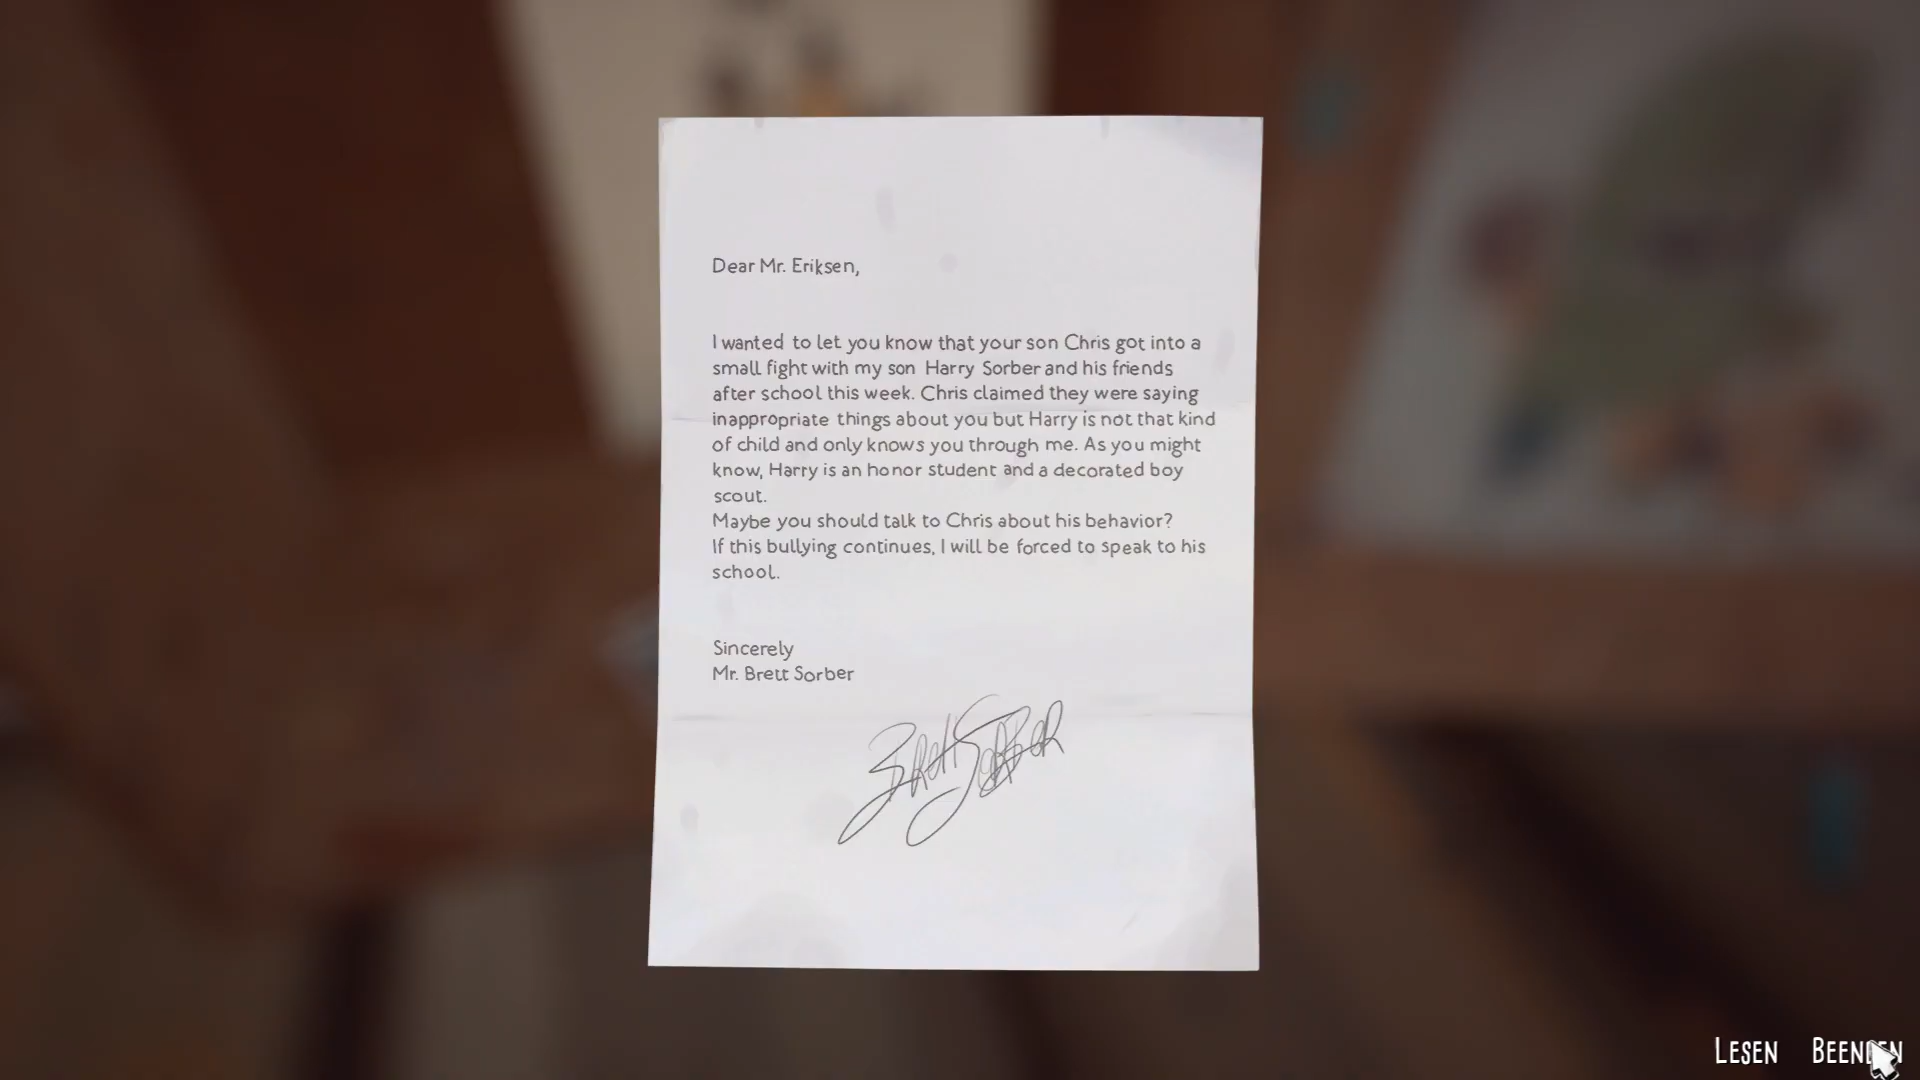 Dear Mr. Eriksen,
I wanted to let you know that your son Chris got into a
small fight with my son Harry Sorber and his friends
after school this week. Chris claimed they were saying
inappropriate things about you but Harry is not that kind
of child and only knows you through me. As you might
know, Harry is an honor student and a decorated boy
scout.
Maybe you should talk to Chris about his behavior?
If this bullying continues, I will be forced to speak to his
school.
Sincerely
Mr. Brett Sorber
Brett Sorber
LESEN BEENDEN